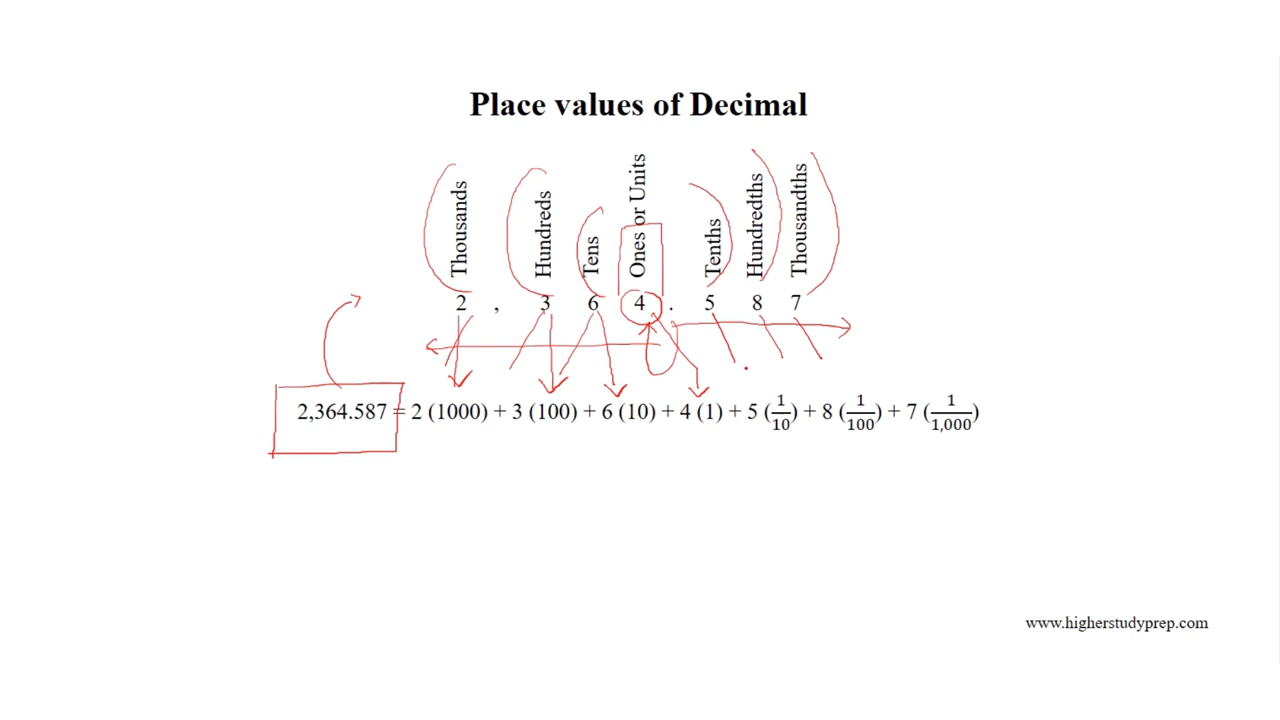 Place values of Decimal
Thousands Hundreds Tens Ones or Units Tenths Hundredths Thousandths
2 , 3 6 4 . 5 8 7
2,364.587 = 2 (1000) + 3 (100) + 6 (10) + 4 (1) + 5 (1/10) + 8 (1/100) + 7 (1/1,000)
www.higherstudyprep.com